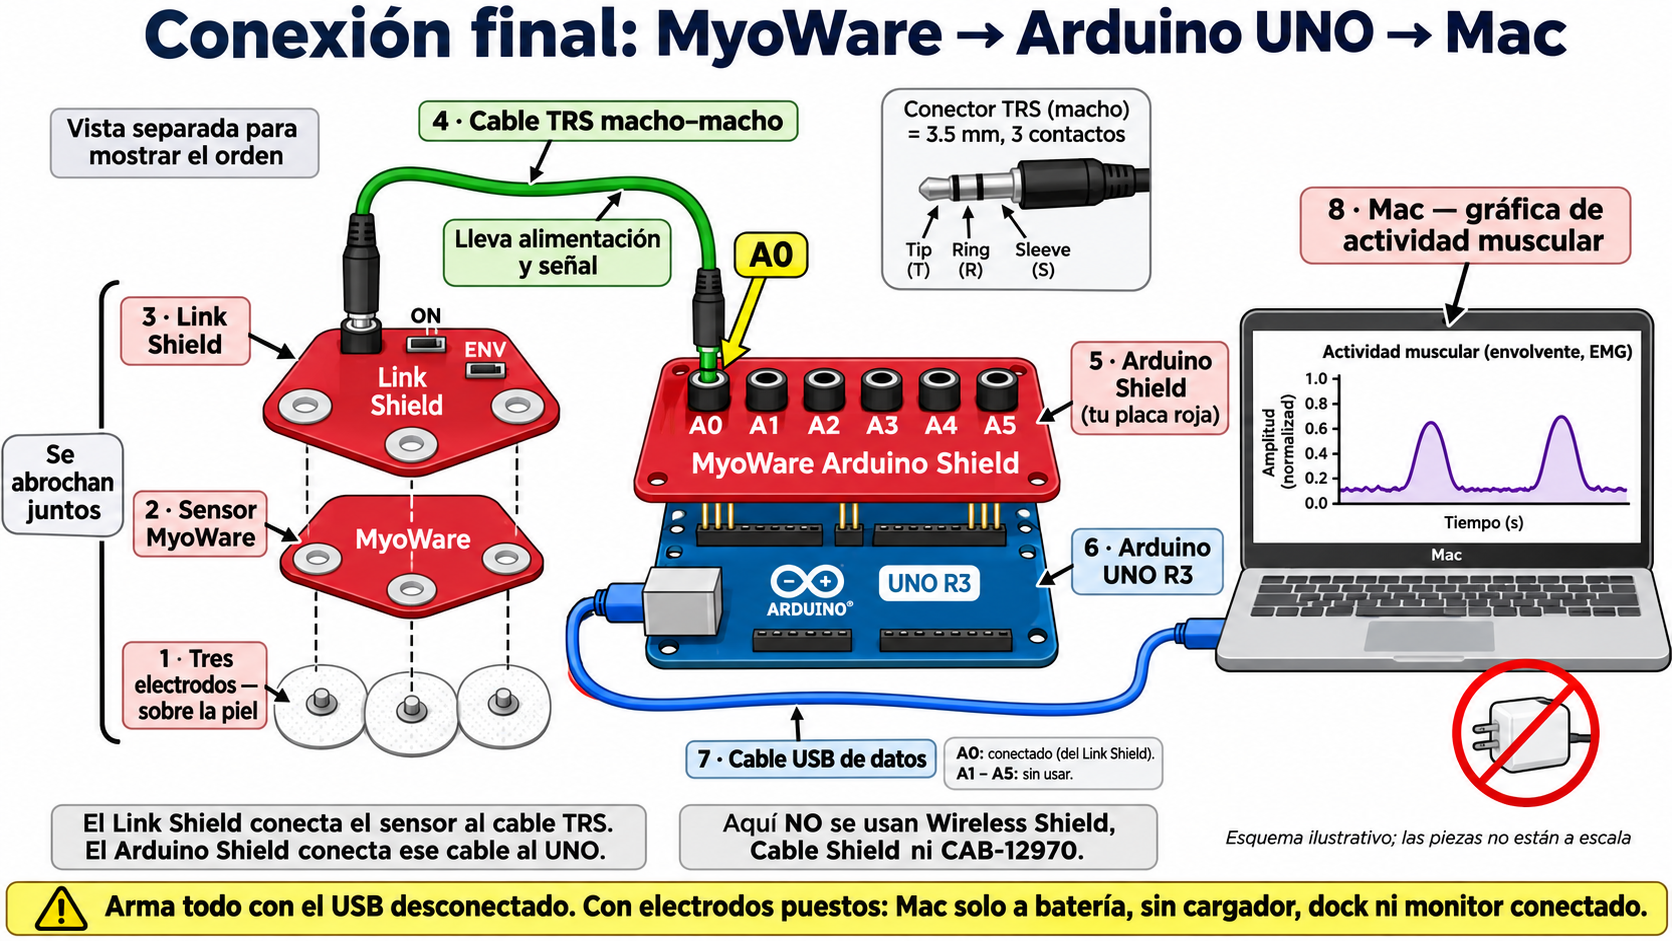 Conexión final: MyoWare → Arduino UNO → Mac
Vista separada para
mostrar el orden
4 · Cable TRS macho–macho
Lleva alimentación
y señal
A0
Conector TRS (macho)
= 3.5 mm, 3 contactos
Tip
(T)
Ring
(R)
Sleeve
(S)
8 · Mac — gráfica de
actividad muscular
3 · Link
Shield
ON
ENV
Link
Shield
Se
abrochan
juntos
2 · Sensor
MyoWare
MyoWare
1 · Tres
electrodos —
sobre la piel
A0 A1 A2 A3 A4 A5
MyoWare Arduino Shield
5 · Arduino
Shield
(tu placa roja)
6 · Arduino
UNO R3
ARDUINO®
UNO R3
Actividad muscular (envolvente, EMG)
Amplitud
(normalizad)
1.0
0.8
0.6
0.4
0.2
0.0
Tiempo (s)
Mac
7 · Cable USB de datos
A0: conectado (del Link Shield).
A1 – A5: sin usar.
El Link Shield conecta el sensor al cable TRS.
El Arduino Shield conecta ese cable al UNO.
Aquí NO se usan Wireless Shield,
Cable Shield ni CAB-12970.
Esquema ilustrativo; las piezas no están a escala
Arma todo con el USB desconectado. Con electrodos puestos: Mac solo a batería, sin cargador, dock ni monitor conectado.